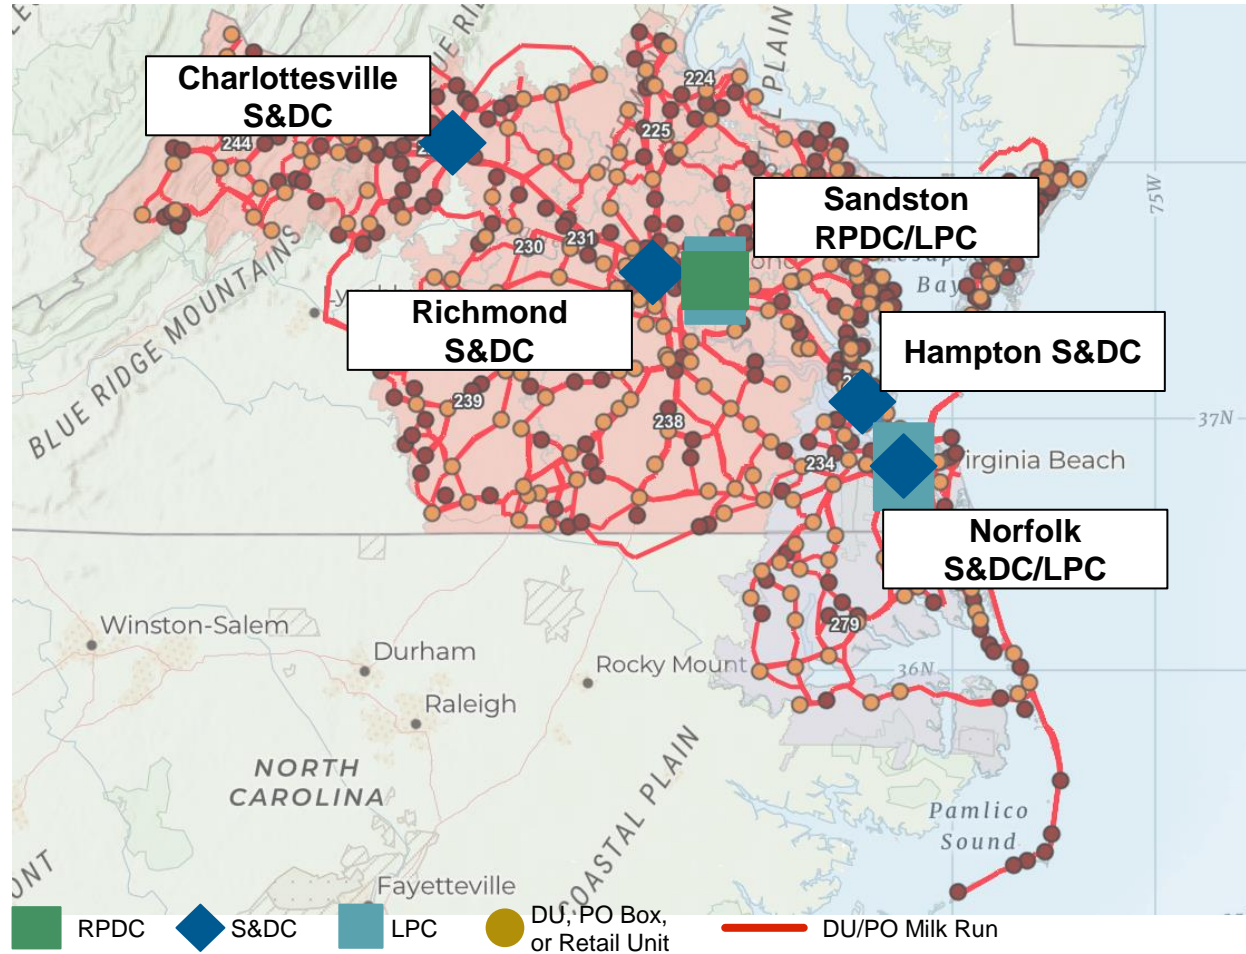 Charlottesville
S&DC
224
225
244
PLAIN
75W
Sandston
RPDC/LPC
230
231
BLUE RIDGE MOUNTAINS
Bay
Richmond
S&DC
Hampton S&DC
239
238
37N
234
irginia Beach
Norfolk
S&DC/LPC
Winston-Salem
279
Durham
Rocky Mount
36N
Raleigh
NORTH
CAROLINA
COASTAL PLAIN
Pamlico
Sound
Fayetteville
ONT
RPDC
S&DC
LPC
DU, PO Box,
or Retail Unit
DU/PO Milk Run